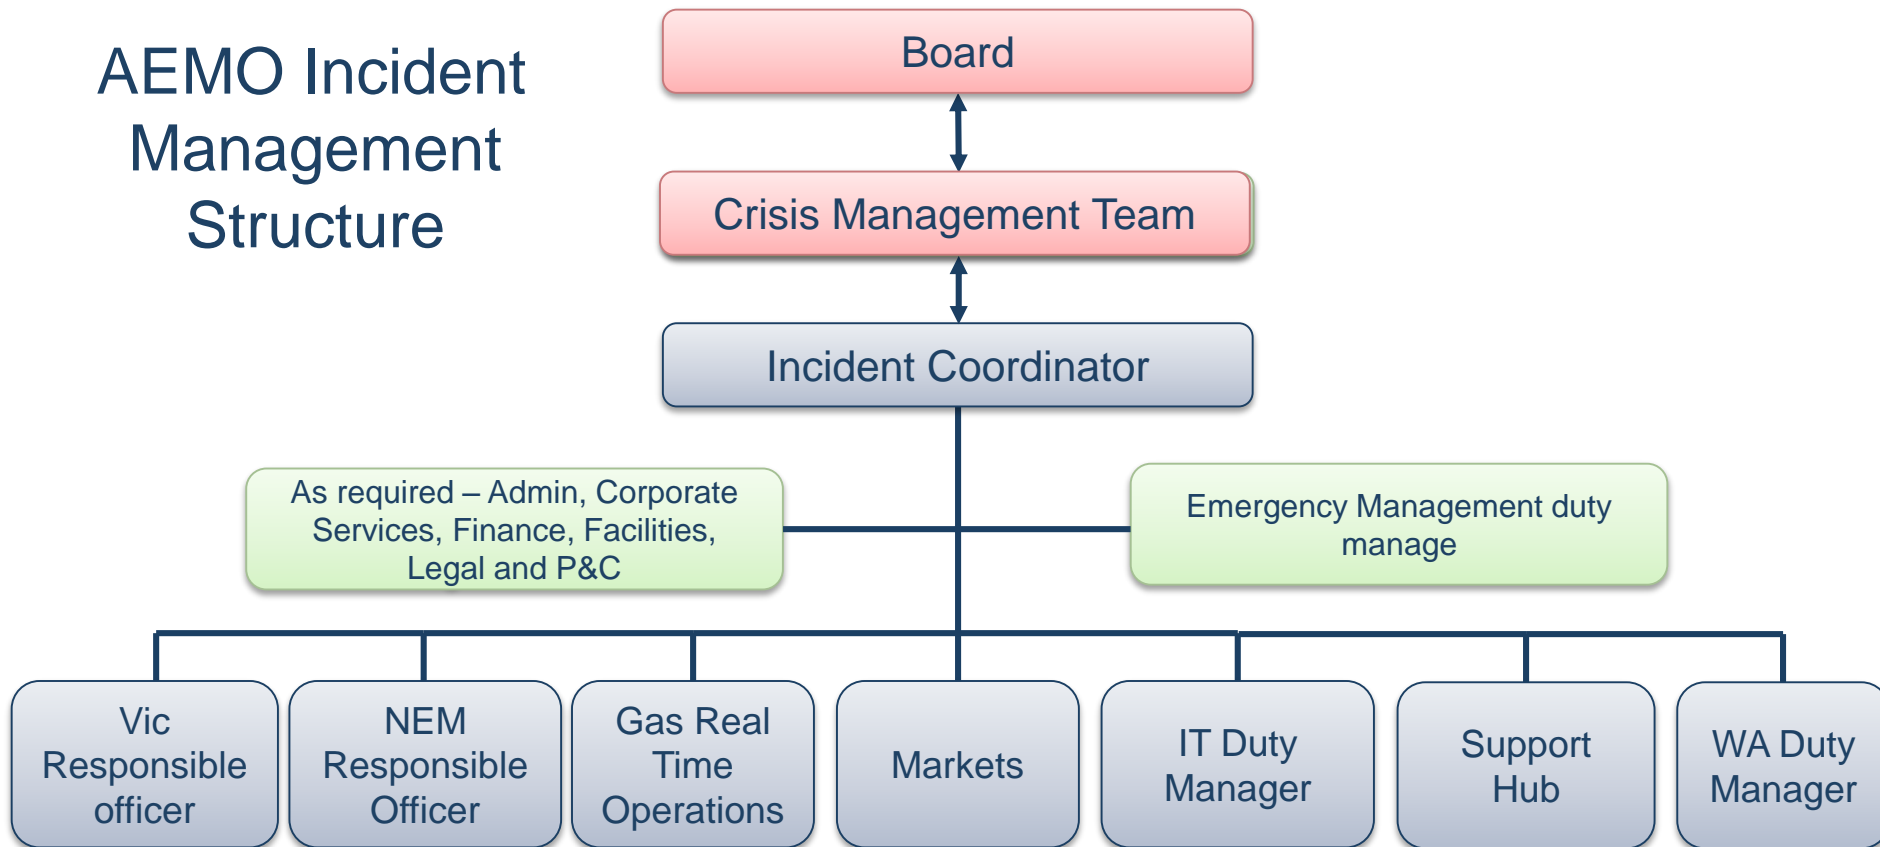 AEMO Incident
Management
Structure
Board
Crisis Management Team
Incident Coordinator
As required – Admin, Corporate
Services, Finance, Facilities,
Legal and P&C
Emergency Management duty
manage
Vic
Responsible
officer
NEM
Responsible
Officer
Gas Real
Time
Operations
Markets
IT Duty
Manager
Support
Hub
WA Duty
Manager